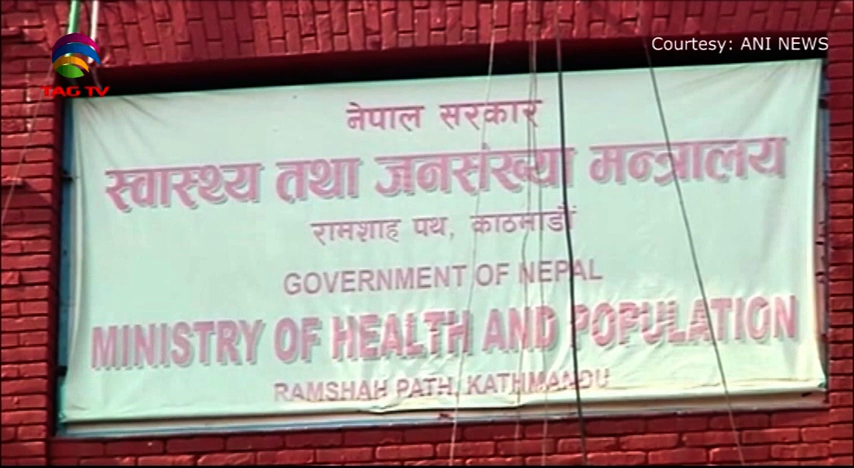 Courtesy: ANI NEWS
TAG TV
नेपाल सरकार
स्वास्थ्य तथा जनसंख्या मन्त्रालय
रामशाह पथ, काठमाडौं
GOVERNMENT OF NEPAL
MINISTRY OF HEALTH AND POPULATION
RAMSHAH PATH, KATHMANDU